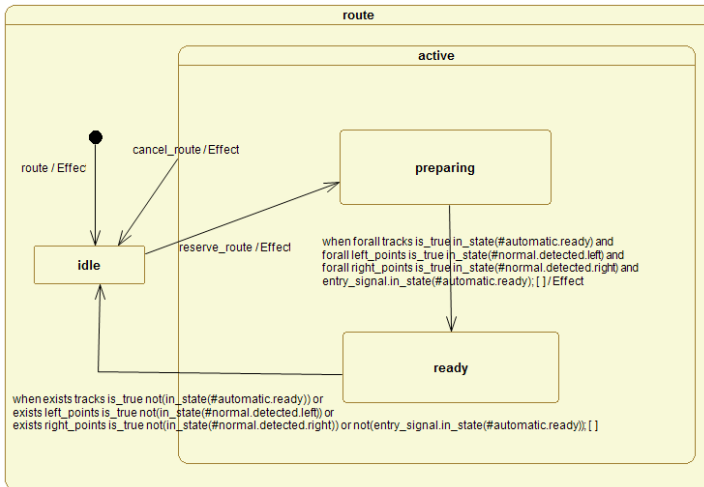 route
active
cancel_route / Effect
route / Effect
preparing
reserve_route / Effect
when forall tracks is_true in_state(#automatic.ready) and
forall left_points is_true in_state(#normal.detected.left) and
forall right_points is_true in_state(#normal.detected.right) and
entry_signal.in_state(#automatic.ready); [ ] / Effect
idle
ready
when exists tracks is_true not(in_state(#automatic.ready)) or
exists left_points is_true not(in_state(#normal.detected.left)) or
exists right_points is_true not(in_state(#normal.detected.right)) or not(entry_signal.in_state(#automatic.ready)); [ ]